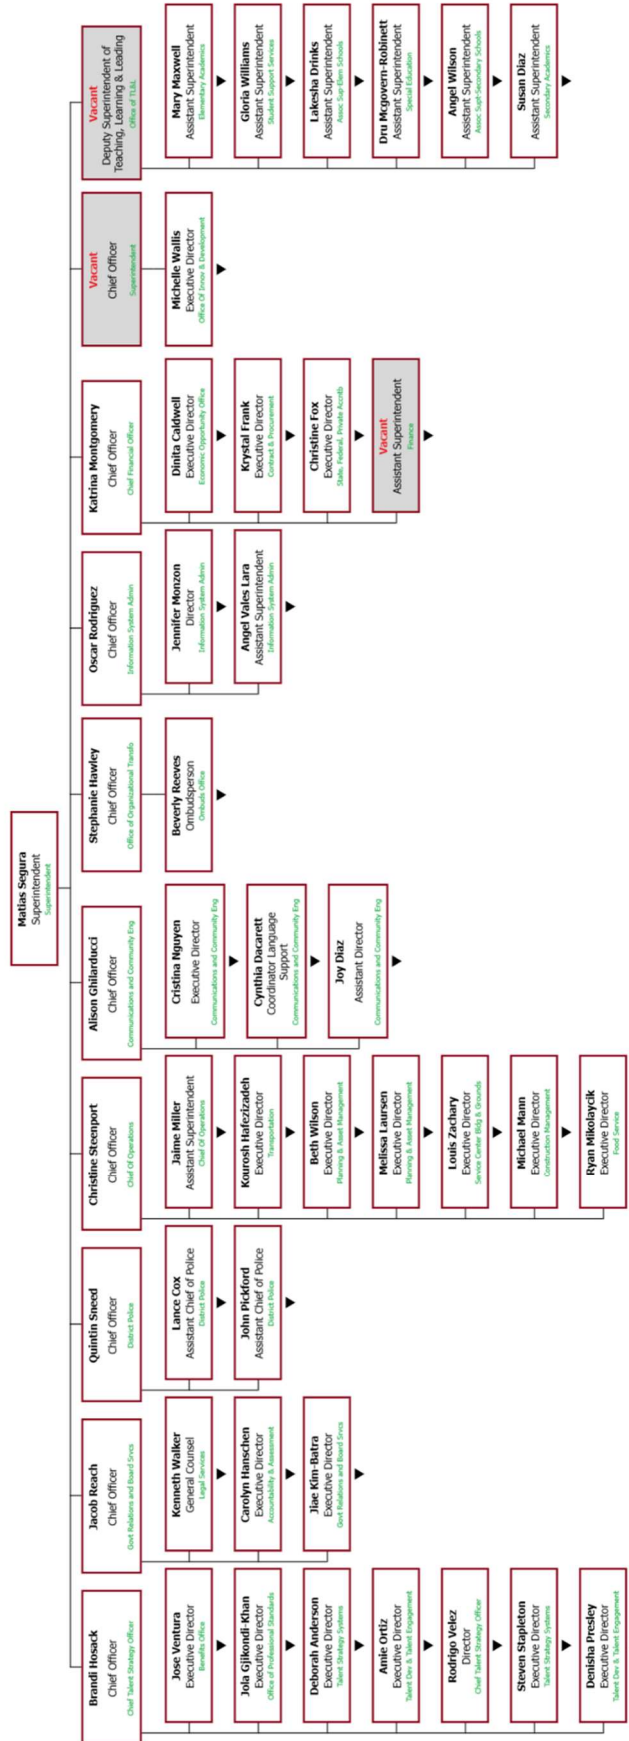 Matias Segura
Superintendent
Superintendent
Brandi Hosack
Chief Officer
Chief Talent Strategy Officer
Jose Ventura
Executive Director
Benefits Office
Jola Gjikondi-Khan
Executive Director
Office of Professional Standards
Deborah Anderson
Executive Director
Talent Strategy Systems
Amie Ortiz
Executive Director
Talent Dev & Talent Engagement
Rodrigo Velez
Director
Chief Talent Strategy Officer
Steven Stapleton
Executive Director
Talent Strategy Systems
Denisha Presley
Executive Director
Talent Dev & Talent Engagement
Jacob Reach
Chief Officer
Govt Relations and Board Srvcs
Kenneth Walker
General Counsel
Legal Services
Carolyn Hanschen
Executive Director
Accountability & Assessment
Jiae Kim-Batra
Executive Director
Govt Relations and Board Srvcs
Quintin Sneed
Chief Officer
District Police
Lance Cox
Assistant Chief of Police
District Police
John Pickford
Assistant Chief of Police
District Police
Christine Steenport
Chief Officer
Chief Of Operations
Jaime Miller
Assistant Superintendent
Chief Of Operations
Kourosh Hafezizadeh
Executive Director
Transportation
Beth Wilson
Executive Director
Planning & Asset Management
Melissa Laursen
Executive Director
Planning & Asset Management
Louis Zachary
Executive Director
Service Center Bldg & Grounds
Michael Mann
Executive Director
Construction Management
Ryan Mikolaycik
Executive Director
Food Service
Alison Ghilarducci
Chief Officer
Communications and Community Eng
Cristina Nguyen
Executive Director
Communications and Community Eng
Cynthia Dacarett
Coordinator Language
Support
Communications and Community Eng
Joy Diaz
Assistant Director
Communications and Community Eng
Stephanie Hawley
Chief Officer
Office of Organizational Transfo
Beverly Reeves
Ombudsperson
Ombuds Office
Oscar Rodriguez
Chief Officer
Information System Admin
Jennifer Monzon
Director
Information System Admin
Angel Vales Lara
Assistant Superintendent
Information System Admin
Katrina Montgomery
Chief Officer
Chief Financial Officer
Dinita Caldwell
Executive Director
Economic Opportunity Office
Krystal Frank
Executive Director
Contract & Procurement
Christine Fox
Executive Director
State, Federal, Private Accntb
Vacant
Assistant Superintendent
Finance
Vacant
Chief Officer
Superintendent
Michelle Wallis
Executive Director
Office Of Innov & Development
Vacant
Deputy Superintendent of
Teaching, Learning & Leading
Office of TL&L
Mary Maxwell
Assistant Superintendent
Elementary Academics
Gloria Williams
Assistant Superintendent
Student Support Services
Lakesha Drinks
Assistant Superintendent
Assoc Sup-Elem Schools
Dru Mcgovern-Robinett
Assistant Superintendent
Special Education
Angel Wilson
Assistant Superintendent
Assoc Supt-Secondary Schools
Susan Diaz
Assistant Superintendent
Secondary Academics